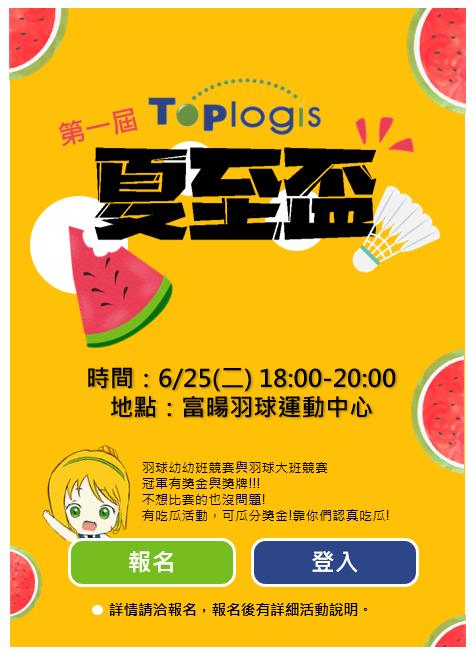 第一屆
Toplogis
夏至盃
時間：6/25(二) 18:00-20:00
地點：富暘羽球運動中心
羽球幼幼班競賽與羽球大班競賽
冠軍有獎金與獎牌!!!
不想比賽的也沒問題!
有吃瓜活動，可瓜分獎金!靠你們認真吃瓜!
報名
登入
詳情請洽報名，報名後有詳細活動說明。